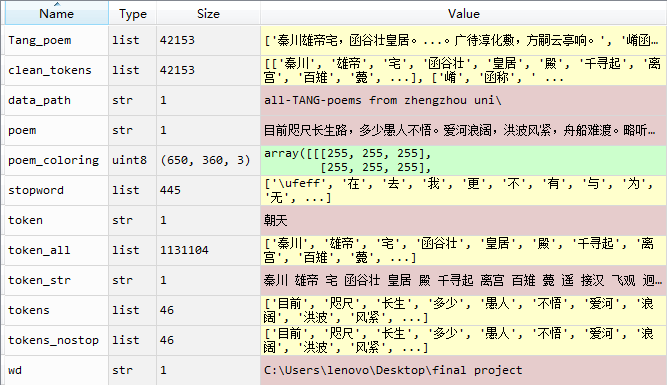 Name Type Size Value
Tang_poem list 42153 ['秦川雄帝宅，函谷壮皇居。...。广待淳化敷，方嗣云亭响。', '崤函...
clean_tokens list 42153 [['秦川', '雄帝', '宅', '函谷壮', '皇居', '殿', '千寻起', '离
宫', '百雉', '薨', ...], ['崤', '函称', ' ...
data_path str 1 all-TANG-poems from zhengzhou uni\
poem str 1 目前咫尺长生路，多少愚人不悟。爱河浪阔，洪波风紧，舟船难渡。略听...
poem_coloring uint8 (650, 360, 3) array([[[255, 255, 255],
[255, 255, 255],
stopword list 445 ['\ufeff', '在', '去', '我', '更', '不', '有', '与', '为',
'无', ...]
token str 1 朝天
token_all list 1131104 ['秦川', '雄帝', '宅', '函谷壮', '皇居', '殿', '千寻起', '离
宫', '百雉', '薨', ...]
token_str str 1 秦川 雄帝 宅 函谷壮 皇居 殿 千寻起 离宫 百雉 薨 遥 接汉 飞观 迥...
tokens list 46 ['目前', '咫尺', '长生', '多少', '愚人', '不悟', '爱河', '浪
阔', '洪波', '风紧', ...]
tokens_nostop list 46 ['目前', '咫尺', '长生', '多少', '愚人', '不悟', '爱河', '浪
阔', '洪波', '风紧', ...]
wd str 1 C:\Users\lenovo\Desktop\final project